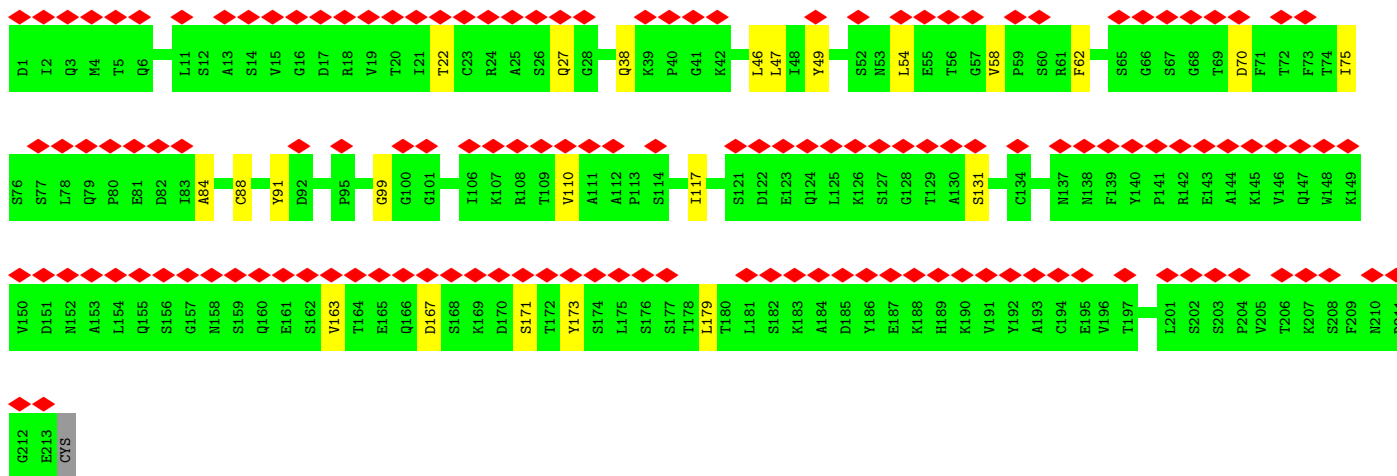 D1 I2 Q3 M4 T5 Q6 L11 S12 A13 S14 V15 G16 D17 R18 V19 T20 I21 T22 C23 R24 A25 S26 Q27 G28 Q38 K39 P40 G41 K42 L46 L47 I48 Y49 S52 N53 L54 E55 T56 G57 V58 P59 S60 R61 F62 S65 G66 S67 G68 T69 D70 F71 T72 F73 T74 I75
S76 S77 L78 Q79 P80 E81 D82 I83 A84 C88 Y91 D92 P95 G99 G100 G101 I106 K107 R108 T109 V110 A111 A112 P113 S114 I117 S121 D122 E123 Q124 L125 K126 S127 G128 T129 A130 S131 C134 N137 N138 F139 Y140 P141 R142 E143 A144 K145 V146 Q147 W148 K149
V150 D151 N152 A153 L154 Q155 S156 G157 N158 S159 Q160 E161 S162 V163 T164 E165 Q166 D167 S168 K169 D170 S171 T172 Y173 S174 L175 S176 S177 T178 L179 T180 L181 S182 K183 A184 D185 Y186 E187 K188 H189 K190 V191 Y192 A193 C194 E195 V196 T197 L201 S202 S203 P204 V205 T206 K207 S208 F209 N210
G212 E213 CYS